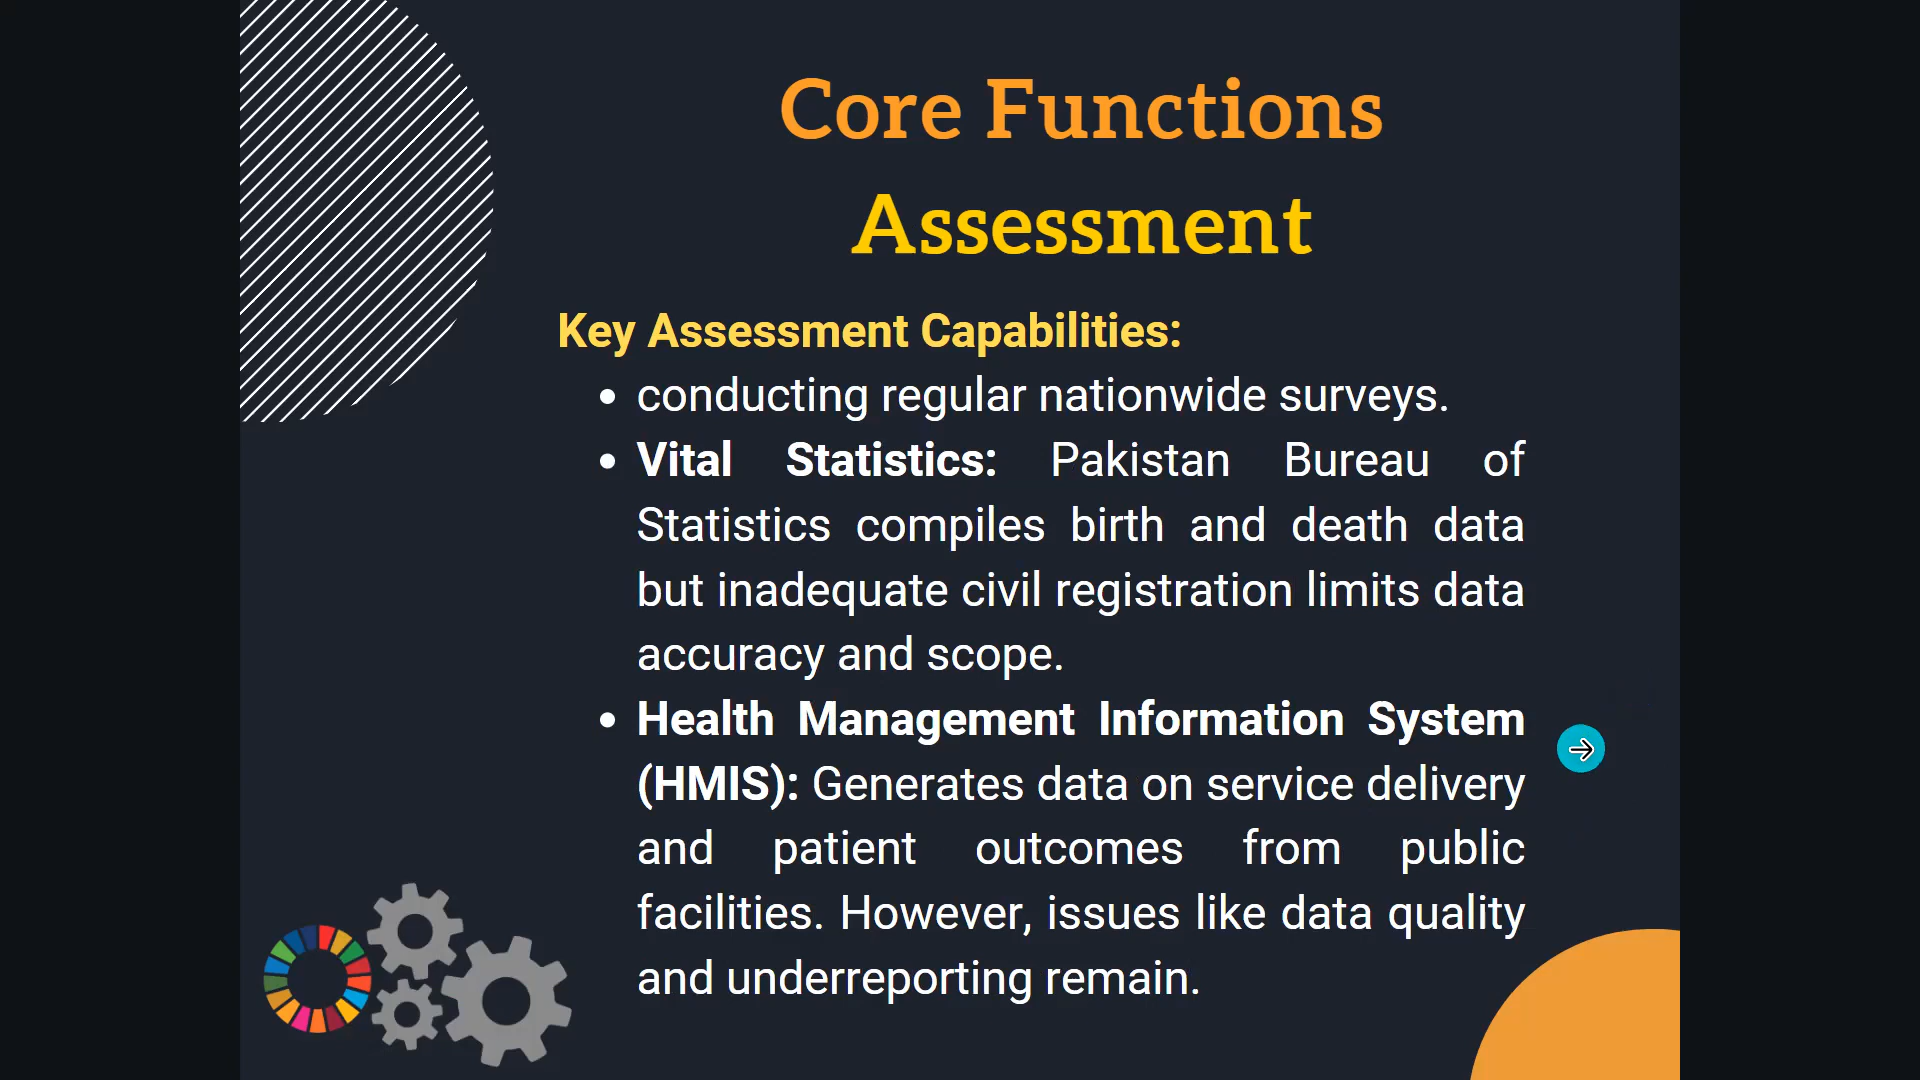 Core Functions
Assessment
Key Assessment Capabilities:
• conducting regular nationwide surveys.
• Vital Statistics: Pakistan Bureau of
Statistics compiles birth and death data
but inadequate civil registration limits data
accuracy and scope.
• Health Management Information System
(HMIS): Generates data on service delivery
and patient outcomes from public
facilities. However, issues like data quality
and underreporting remain.